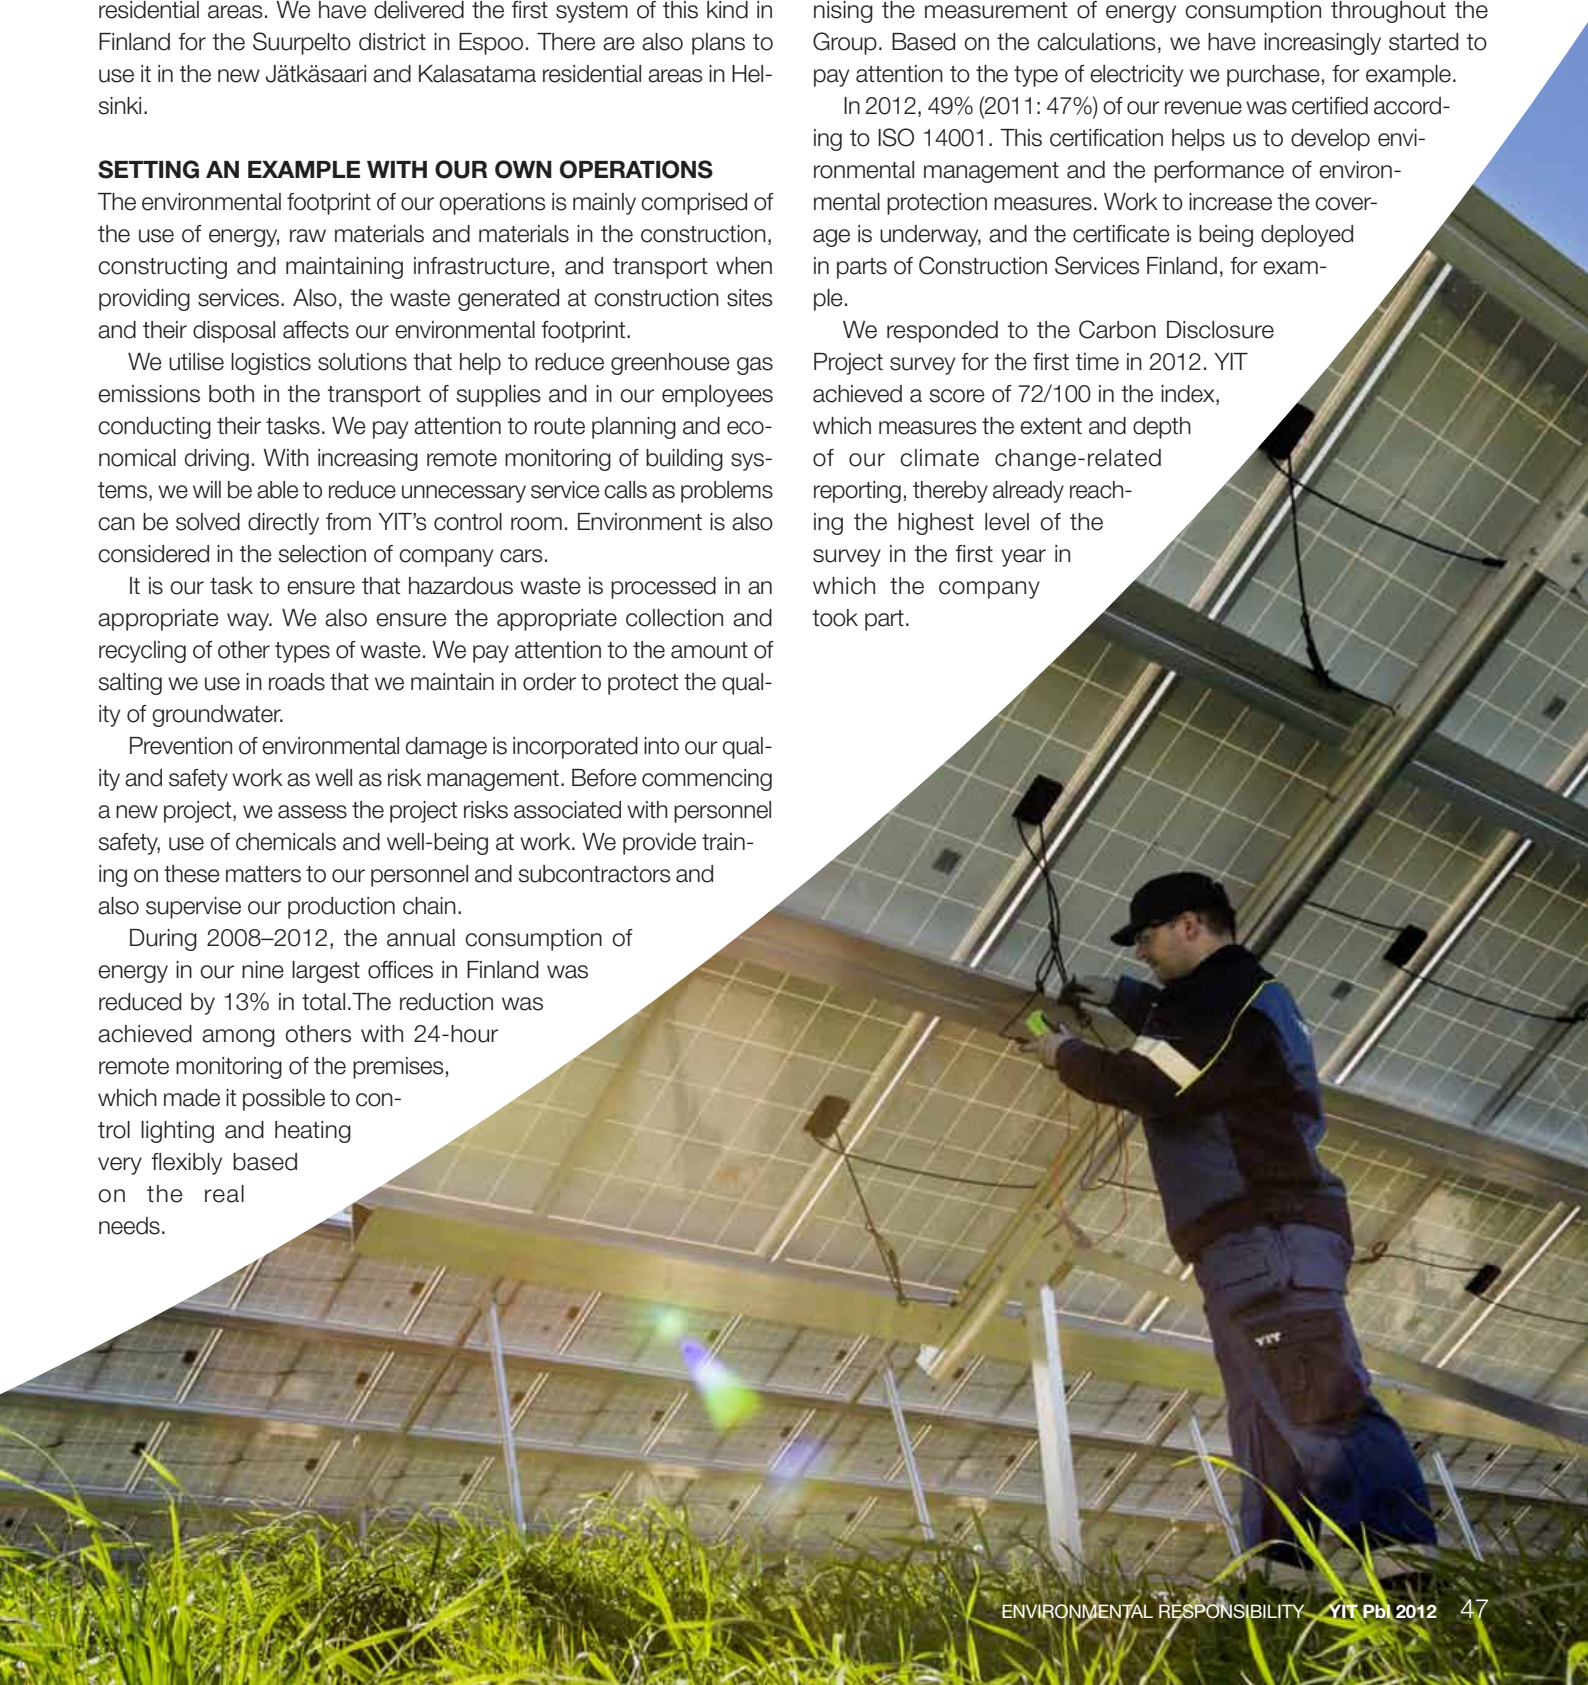 residential areas. We have delivered the first system of this kind in
Finland for the Suurpelto district in Espoo. There are also plans to
use it in the new Jätkäsaari and Kalasatama residential areas in Hel-
sinki.
SETTING AN EXAMPLE WITH OUR OWN OPERATIONS
The environmental footprint of our operations is mainly comprised of
the use of energy, raw materials and materials in the construction,
constructing and maintaining infrastructure, and transport when
providing services. Also, the waste generated at construction sites
and their disposal affects our environmental footprint.
We utilise logistics solutions that help to reduce greenhouse gas
emissions both in the transport of supplies and in our employees
conducting their tasks. We pay attention to route planning and eco-
nomical driving. With increasing remote monitoring of building sys-
tems, we will be able to reduce unnecessary service calls as problems
can be solved directly from YIT's control room. Environment is also
considered in the selection of company cars.
It is our task to ensure that hazardous waste is processed in an
appropriate way. We also ensure the appropriate collection and
recycling of other types of waste. We pay attention to the amount of
salting we use in roads that we maintain in order to protect the qual-
ity of groundwater.
Prevention of environmental damage is incorporated into our qual-
ity and safety work as well as risk management. Before commencing
a new project, we assess the project risks associated with personnel
safety, use of chemicals and well-being at work. We provide train-
ing on these matters to our personnel and subcontractors and
also supervise our production chain.
During 2008–2012, the annual consumption of
energy in our nine largest offices in Finland was
reduced by 13% in total.The reduction was
achieved among others with 24-hour
remote monitoring of the premises,
which made it possible to con-
trol lighting and heating
very flexibly based
on the real
needs.
nising the measurement of energy consumption throughout the
Group. Based on the calculations, we have increasingly started to
pay attention to the type of electricity we purchase, for example.
In 2012, 49% (2011: 47%) of our revenue was certified accord-
ing to ISO 14001. This certification helps us to develop envi-
ronmental management and the performance of environ-
mental protection measures. Work to increase the cover-
age is underway, and the certificate is being deployed
in parts of Construction Services Finland, for exam-
ple.
We responded to the Carbon Disclosure
Project survey for the first time in 2012. YIT
achieved a score of 72/100 in the index,
which measures the extent and depth
of our climate change-related
reporting, thereby already reach-
ing the highest level of the
survey in the first year in
which the company
took part.
YIT
ENVIRONMENTAL RESPONSIBILITY YIT PbI 2012 47